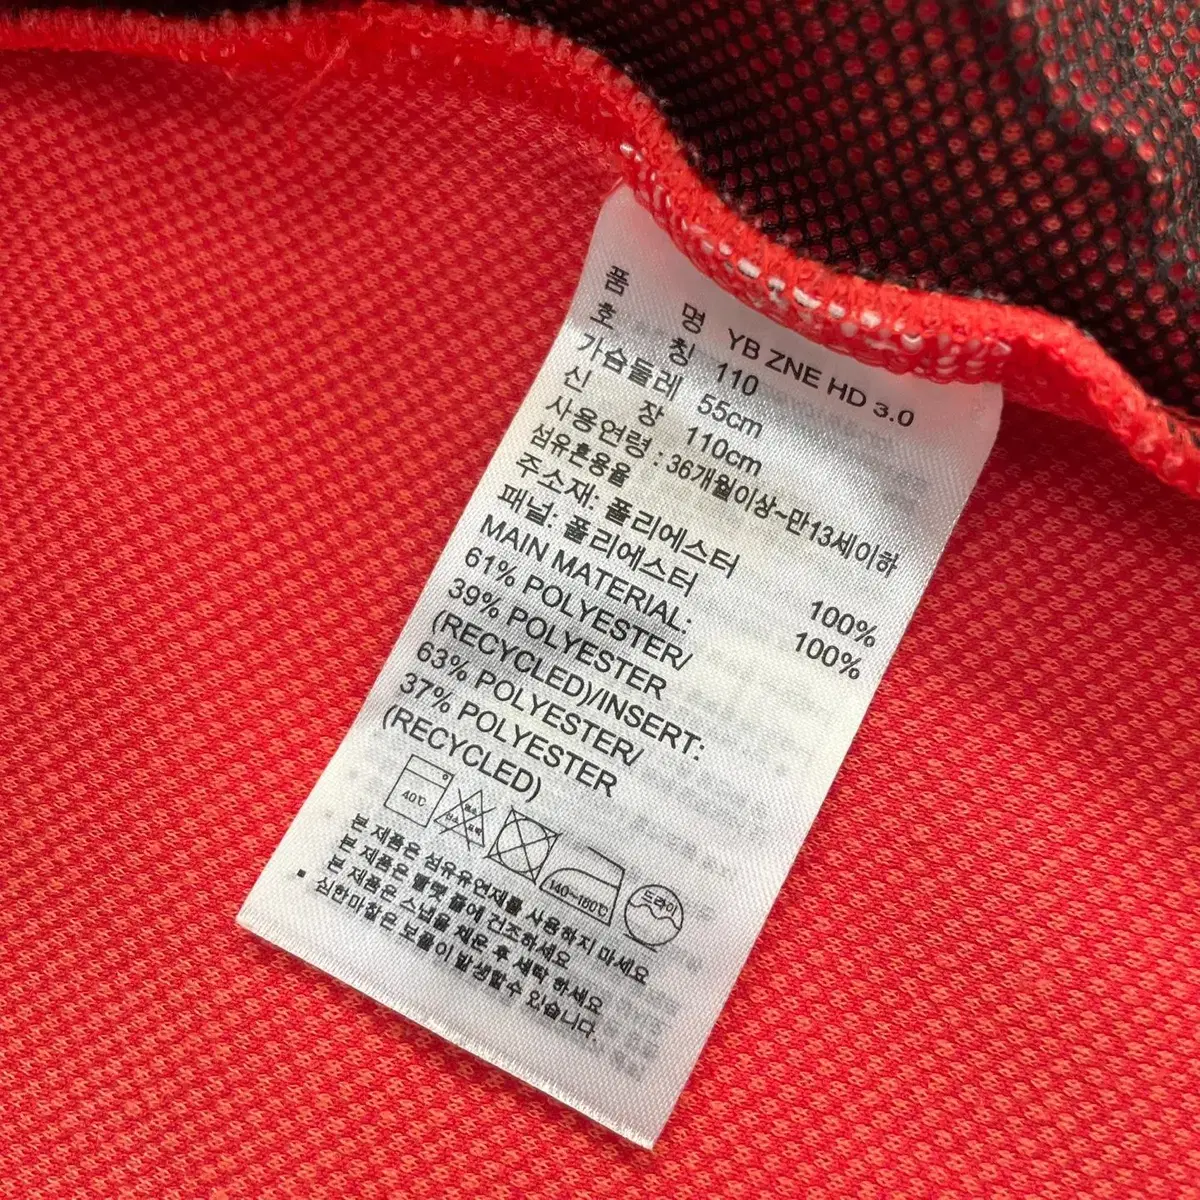 품 명 YB ZNE HD 3.0
호 칭 110
가슴둘레 55cm
신 장 110cm
사용연령 : 36개월이상~만13세이하
섬유혼용율
주소재: 폴리에스터 100%
패널: 폴리에스터 100%
MAIN MATERIAL:
61% POLYESTER/
39% POLYESTER
(RECYCLED)/INSERT:
63% POLYESTER/
37% POLYESTER
(RECYCLED)
40℃ 140~160℃ 드라이
본 제품은 섬유유연제를 사용하지 마세요
본 제품은 빨랫 줄에 건조하세요
본 제품은 스냅을 채운 후 세탁 하세요
심한마찰은 보풀이 발생할수 있습니다.